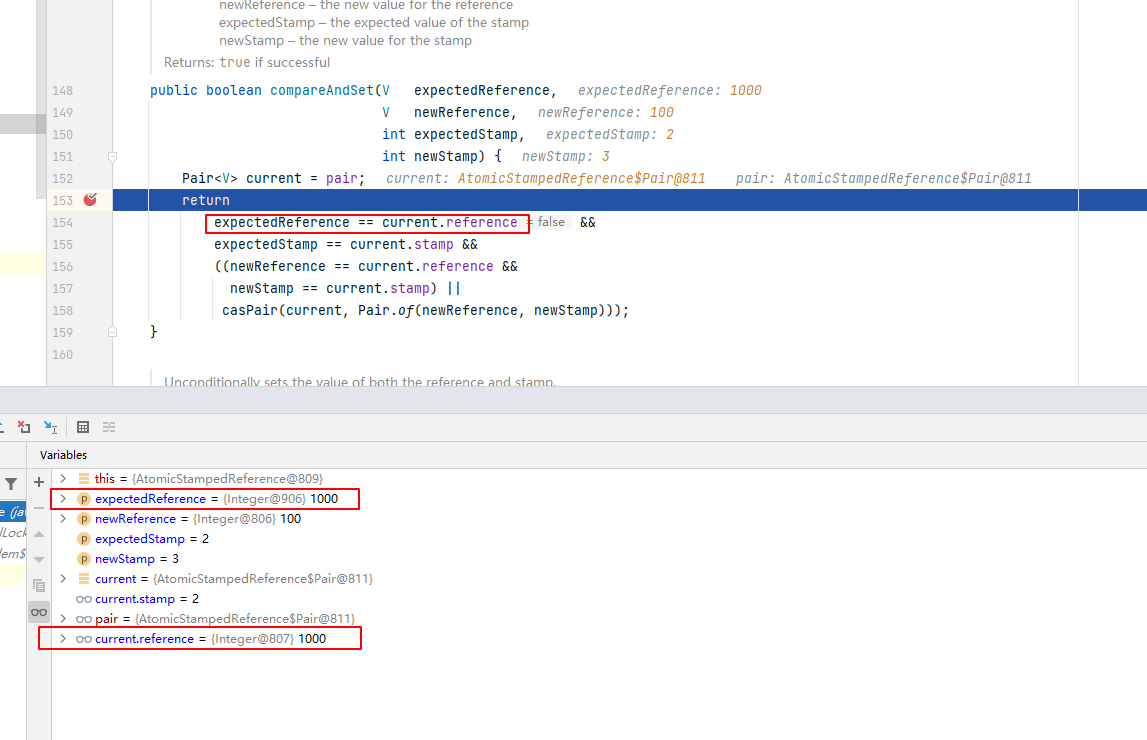 newReference – the new value for the reference
expectedStamp – the expected value of the stamp
newStamp – the new value for the stamp
Returns: true if successful
148 public boolean compareAndSet(V expectedReference, expectedReference: 1000
149 V newReference, newReference: 100
150 int expectedStamp, expectedStamp: 2
151 int newStamp) { newStamp: 3
152 Pair<V> current = pair; current: AtomicStampedReference$Pair@811 pair: AtomicStampedReference$Pair@811
153 return
154 expectedReference == current.reference = false &&
155 expectedStamp == current.stamp &&
156 ((newReference == current.reference &&
157 newStamp == current.stamp) ||
158 casPair(current, Pair.of(newReference, newStamp)));
159 }
160
Unconditionally sets the value of both the reference and stamp.
Variables
this = {AtomicStampedReference@809}
expectedReference = {Integer@906} 1000
newReference = {Integer@806} 100
expectedStamp = 2
newStamp = 3
current = {AtomicStampedReference$Pair@811}
current.stamp = 2
pair = {AtomicStampedReference$Pair@811}
current.reference = {Integer@807} 1000